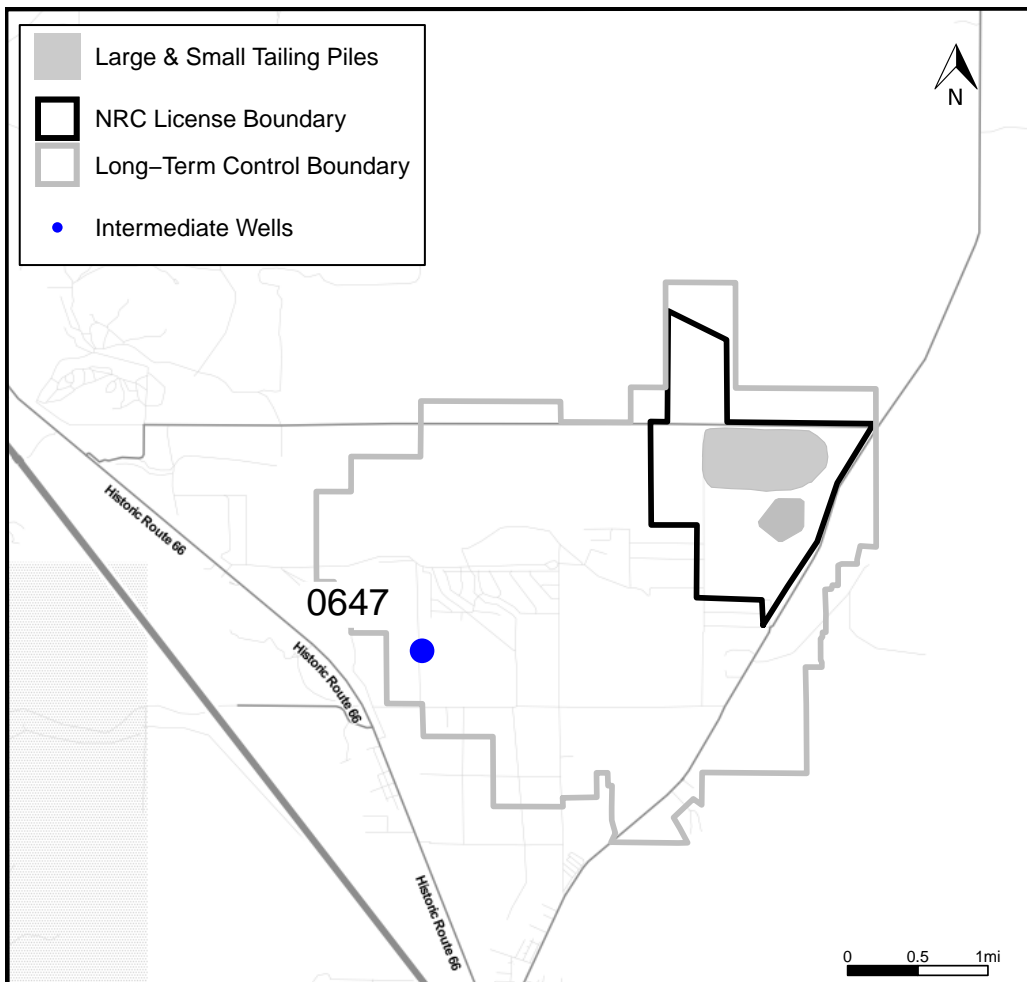 Large & Small Tailing Piles
NRC License Boundary
Long−Term Control Boundary
Intermediate Wells
N
Historic Route 66
0647
Historic Route 66
Historic Route 66
0 0.5 1mi